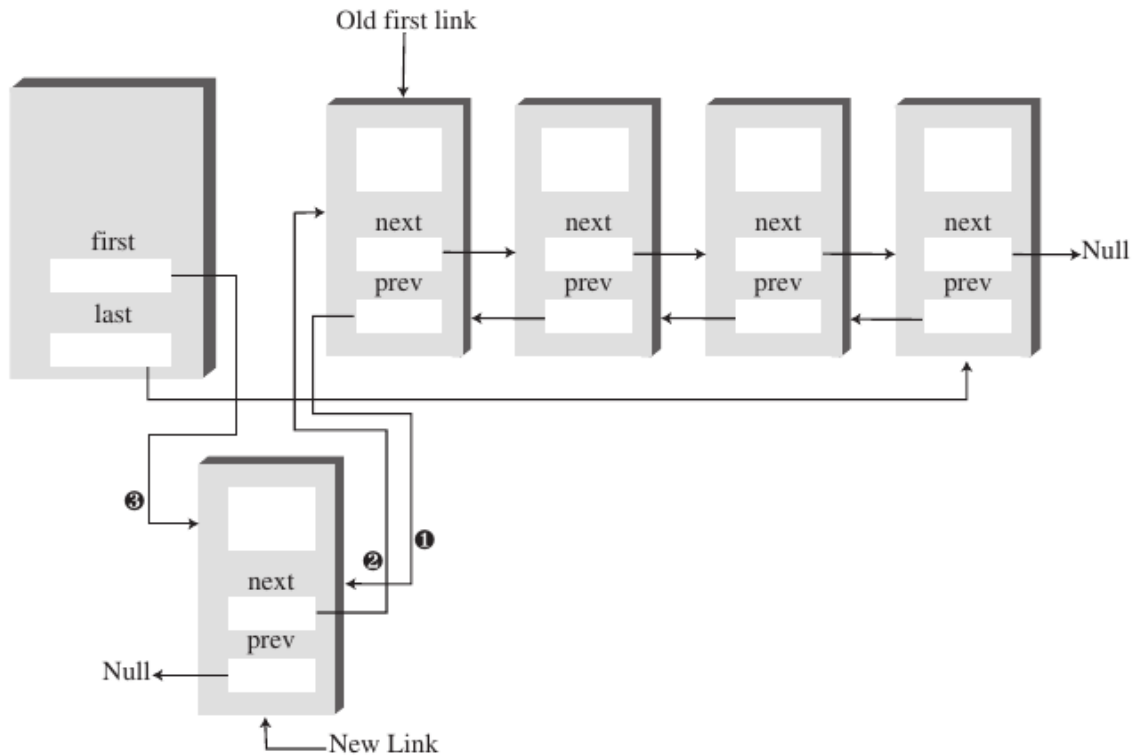 Old first link
first
last
next
prev
next
prev
next
prev
next
prev
Null
❸
❷
❶
next
prev
Null
New Link